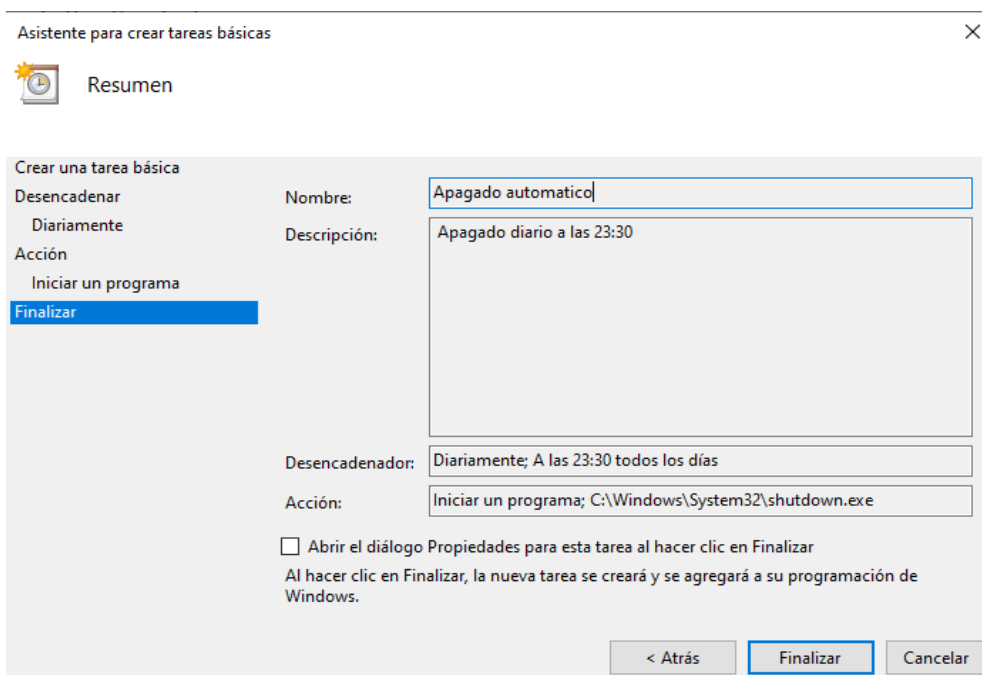 Asistente para crear tareas básicas
Resumen
Crear una tarea básica
Desencadenar
Diariamente
Acción
Iniciar un programa
Finalizar
Nombre:
Apagado automatico
Descripción:
Apagado diario a las 23:30
Desencadenador:
Diariamente; A las 23:30 todos los días
Acción:
Iniciar un programa; C:\Windows\System32\shutdown.exe
Abrir el diálogo Propiedades para esta tarea al hacer clic en Finalizar
Al hacer clic en Finalizar, la nueva tarea se creará y se agregará a su programación de
Windows.
< Atrás
Finalizar
Cancelar